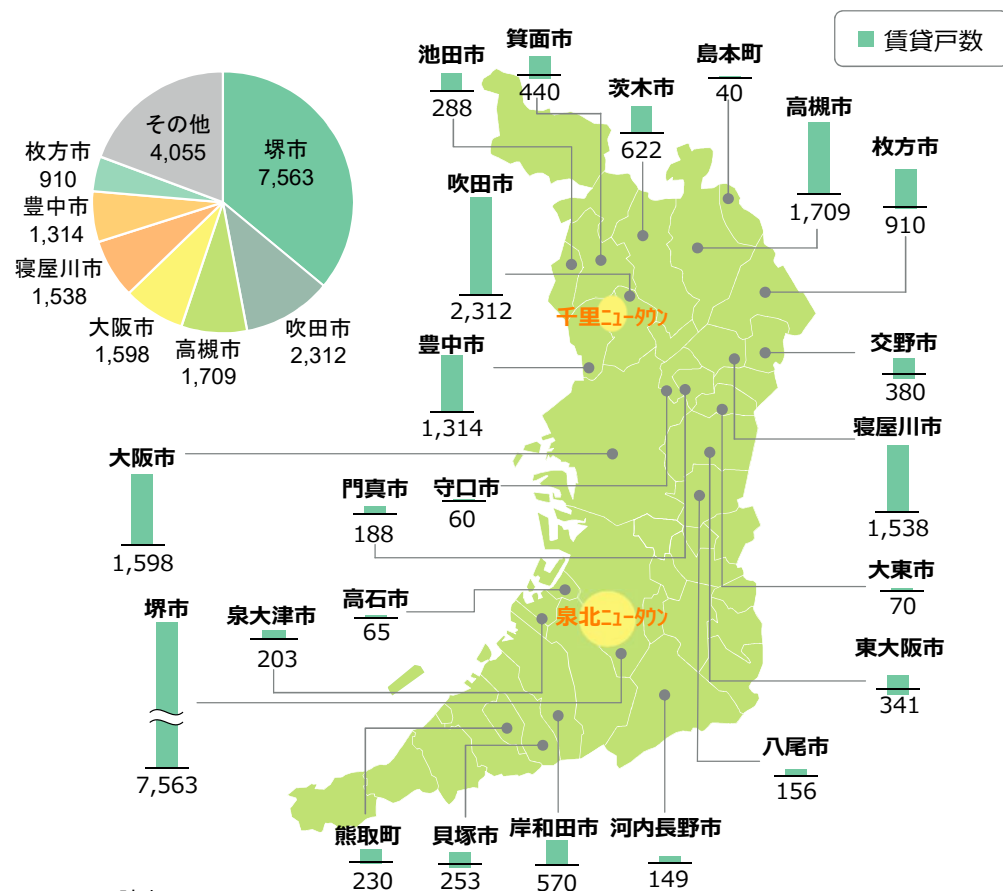 賃貸戸数
その他
4,055
堺市
7,563
枚方市
910
豊中市
1,314
寝屋川市
1,538
大阪市
1,598
高槻市
1,709
吹田市
2,312
池田市
288
箕面市
440
茨木市
622
島本町
40
高槻市
1,709
枚方市
910
吹田市
2,312
千里ニュータウン
豊中市
1,314
交野市
380
寝屋川市
1,538
大阪市
1,598
門真市
188
守口市
60
大東市
70
堺市
7,563
泉大津市
203
高石市
65
泉北ニュータウン
東大阪市
341
八尾市
156
熊取町
230
貝塚市
253
岸和田市
570
河内長野市
149